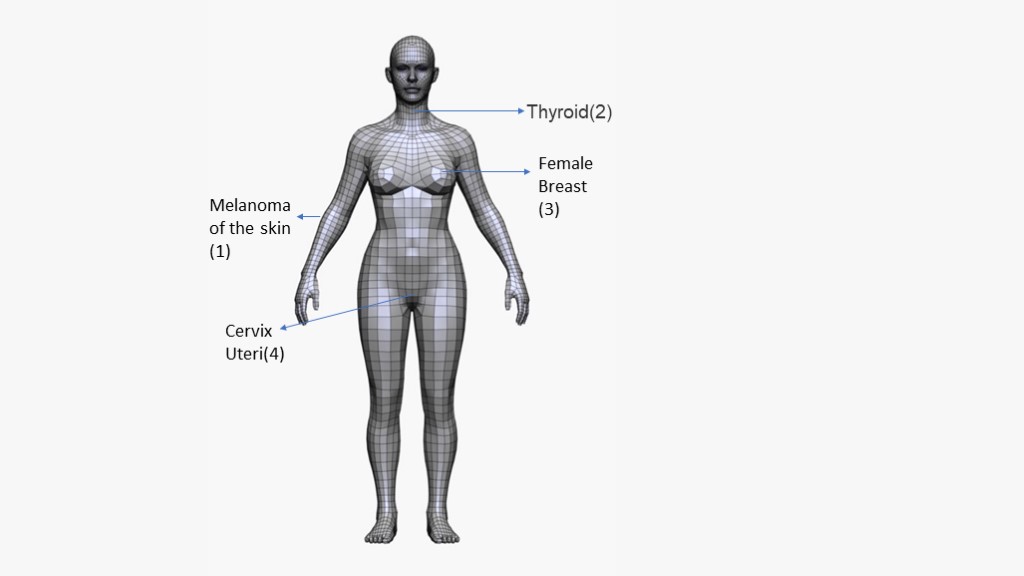 Thyroid(2)
Female
Breast
(3)
Melanoma
of the skin
(1)
Cervix
Uteri(4)